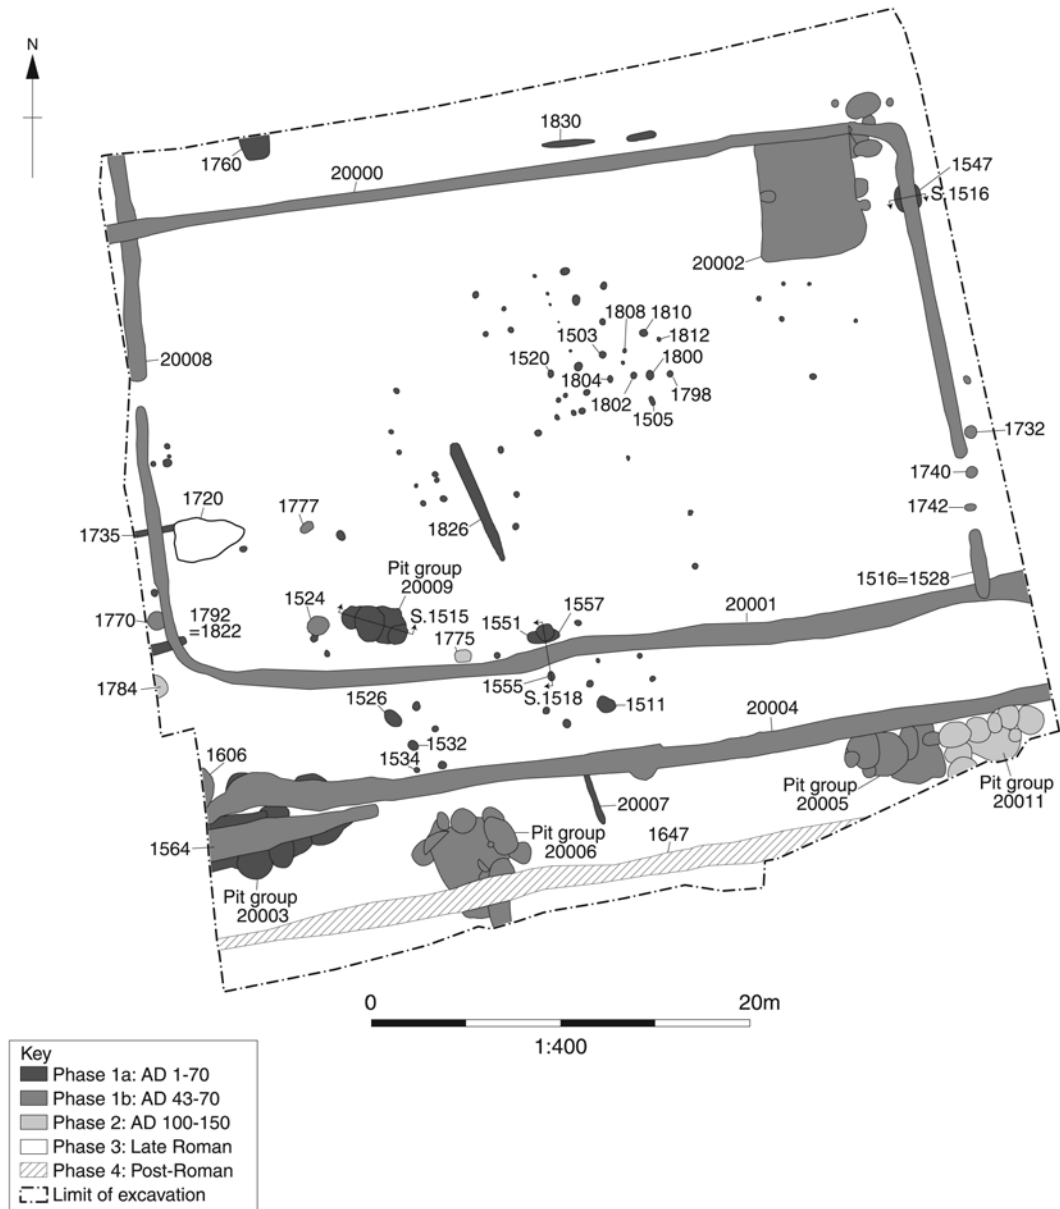 N
1830
1760
20000
1547
S.1516
20002
1808
1810
1503
1812
1520
1800
20008
1804
1798
1802
1505
1732
1740
1720
1777
1742
1735
1826
Pit group
20009
1516=1528
1524
S.1515
1557
20001
1770
1792
=1822
1551
1775
1784
1555
1526
S.1518
1511
20004
1606
1532
1534
Pit group
20005
Pit group
20011
20007
1564
Pit group
20006
1647
Pit group
20003
0
20m
1:400
Key
Phase 1a: AD 1-70
Phase 1b: AD 43-70
Phase 2: AD 100-150
Phase 3: Late Roman
Phase 4: Post-Roman
Limit of excavation